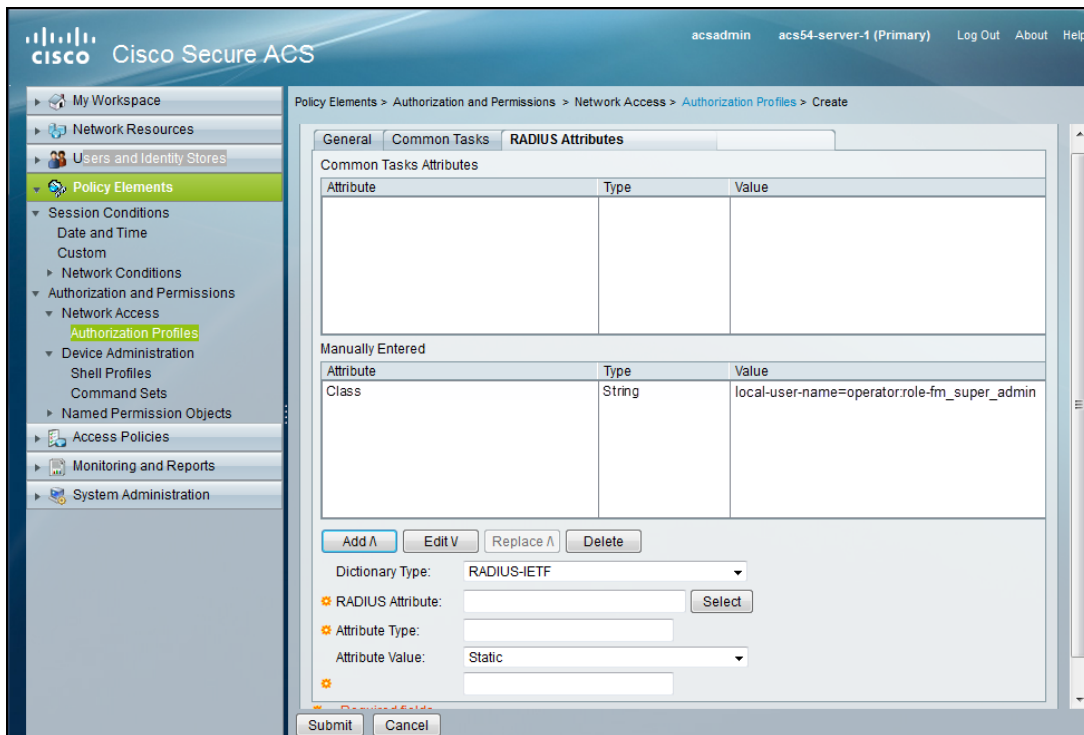 acsadmin acs54-server-1 (Primary) Log Out About Help
CISCO Cisco Secure ACS
My Workspace
Network Resources
Users and Identity Stores
Policy Elements
Session Conditions
Date and Time
Custom
Network Conditions
Authorization and Permissions
Network Access
Authorization Profiles
Device Administration
Shell Profiles
Command Sets
Named Permission Objects
Access Policies
Monitoring and Reports
System Administration
Policy Elements > Authorization and Permissions > Network Access > Authorization Profiles > Create
General Common Tasks RADIUS Attributes
Common Tasks Attributes
Attribute Type Value
Manually Entered
Attribute Type Value
Class String local-user-name=operator:role-fm_super_admin
Add /\ Edit \/ Replace /\ Delete
Dictionary Type: RADIUS-IETF
RADIUS Attribute: Select
Attribute Type:
Attribute Value: Static
Required fields
Submit Cancel